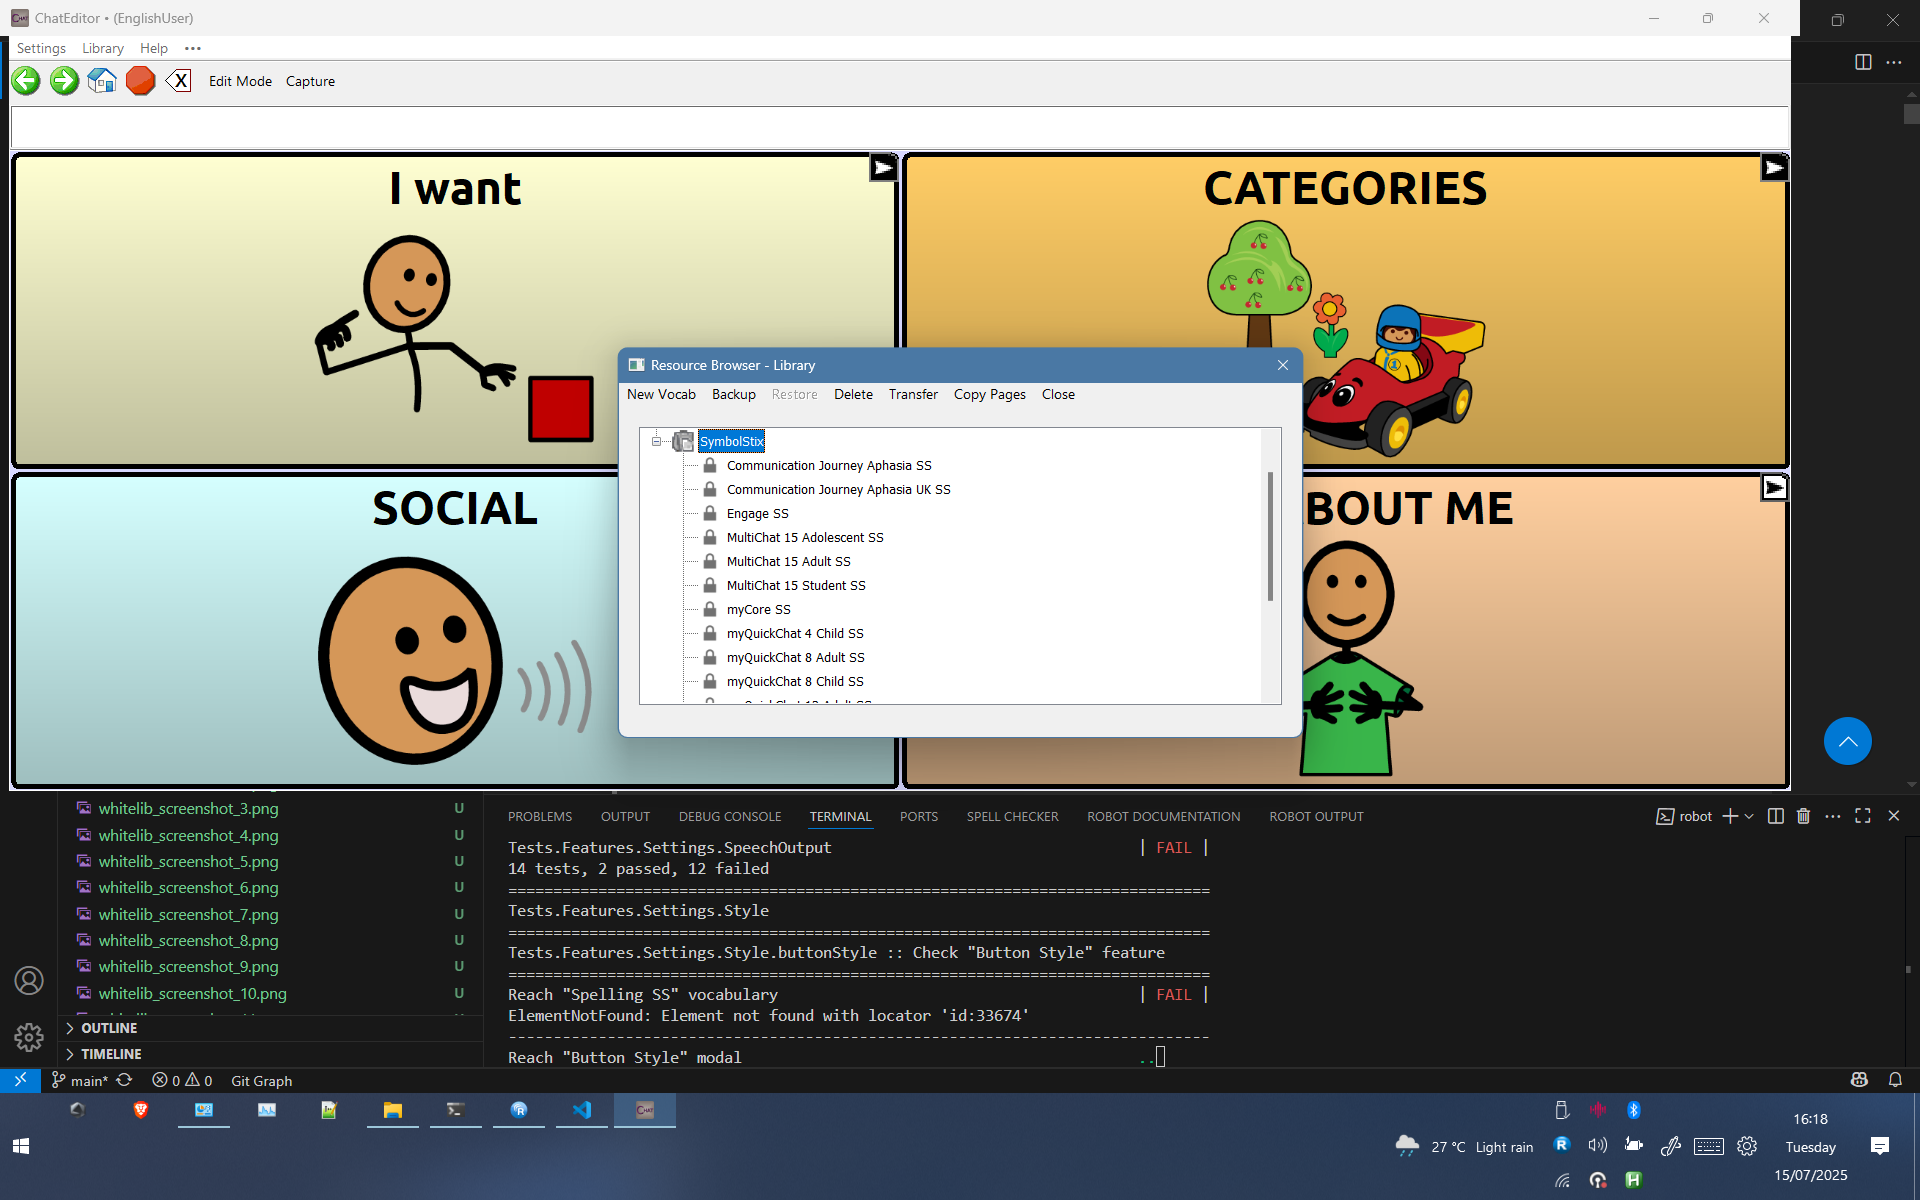 ChatEditor • (EnglishUser)
Settings Library Help •••
Edit Mode Capture
I want
CATEGORIES
Resource Browser - Library
New Vocab Backup Restore Delete Transfer Copy Pages Close
SymbolStix
Communication Journey Aphasia SS
Communication Journey Aphasia UK SS
Engage SS
MultiChat 15 Adolescent SS
MultiChat 15 Adult SS
MultiChat 15 Student SS
myCore SS
myQuickChat 4 Child SS
myQuickChat 8 Adult SS
myQuickChat 8 Child SS
SOCIAL
BOUT ME
whitelib_screenshot_3.png U
whitelib_screenshot_4.png U
whitelib_screenshot_5.png U
whitelib_screenshot_6.png U
whitelib_screenshot_7.png U
whitelib_screenshot_8.png U
whitelib_screenshot_9.png U
whitelib_screenshot_10.png U
OUTLINE
TIMELINE
PROBLEMS OUTPUT DEBUG CONSOLE TERMINAL PORTS SPELL CHECKER ROBOT DOCUMENTATION ROBOT OUTPUT
robot
Tests.Features.Settings.SpeechOutput | FAIL |
14 tests, 2 passed, 12 failed
==============================================================================
Tests.Features.Settings.Style
==============================================================================
Tests.Features.Settings.Style.buttonStyle :: Check "Button Style" feature
==============================================================================
Reach "Spelling SS" vocabulary | FAIL |
ElementNotFound: Element not found with locator 'id:33674'
------------------------------------------------------------------------------
Reach "Button Style" modal ..
main* 0 0 Git Graph
27 °C Light rain
16:18
Tuesday
15/07/2025